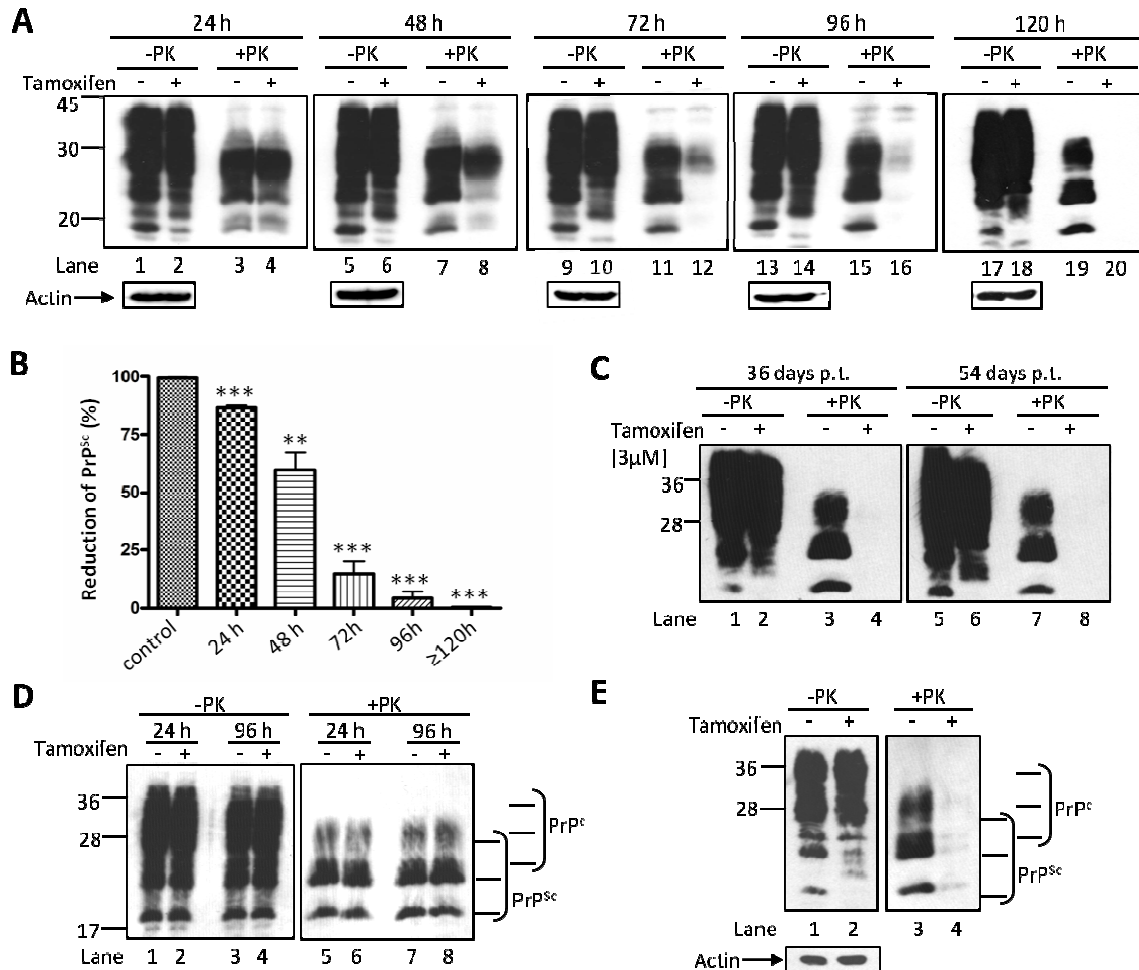 A
24 h 48 h 72 h 96 h 120 h
-PK +PK -PK +PK -PK +PK -PK +PK -PK +PK
Tamoxifen - + - + - + - + - + - + - + - + - + - +
45
30
20
Lane 1 2 3 4 5 6 7 8 9 10 11 12 13 14 15 16 17 18 19 20
Actin
B
Reduction of PrPSc (%)
100
75
50
25
0
***
**
***
***
***
control 24 h 48 h 72h 96h ≥120h
C
36 days p.t. 54 days p.t.
-PK +PK -PK +PK
Tamoxifen - + - + - + - +
[3µM]
36
28
Lane 1 2 3 4 5 6 7 8
D
-PK +PK
24 h 96 h 24 h 96 h
Tamoxifen - + - + - + - +
36
28
17
PrPc
PrPSc
Lane 1 2 3 4 5 6 7 8
E
-PK +PK
Tamoxifen - + - +
36
28
PrPc
PrPSc
Lane 1 2 3 4
Actin